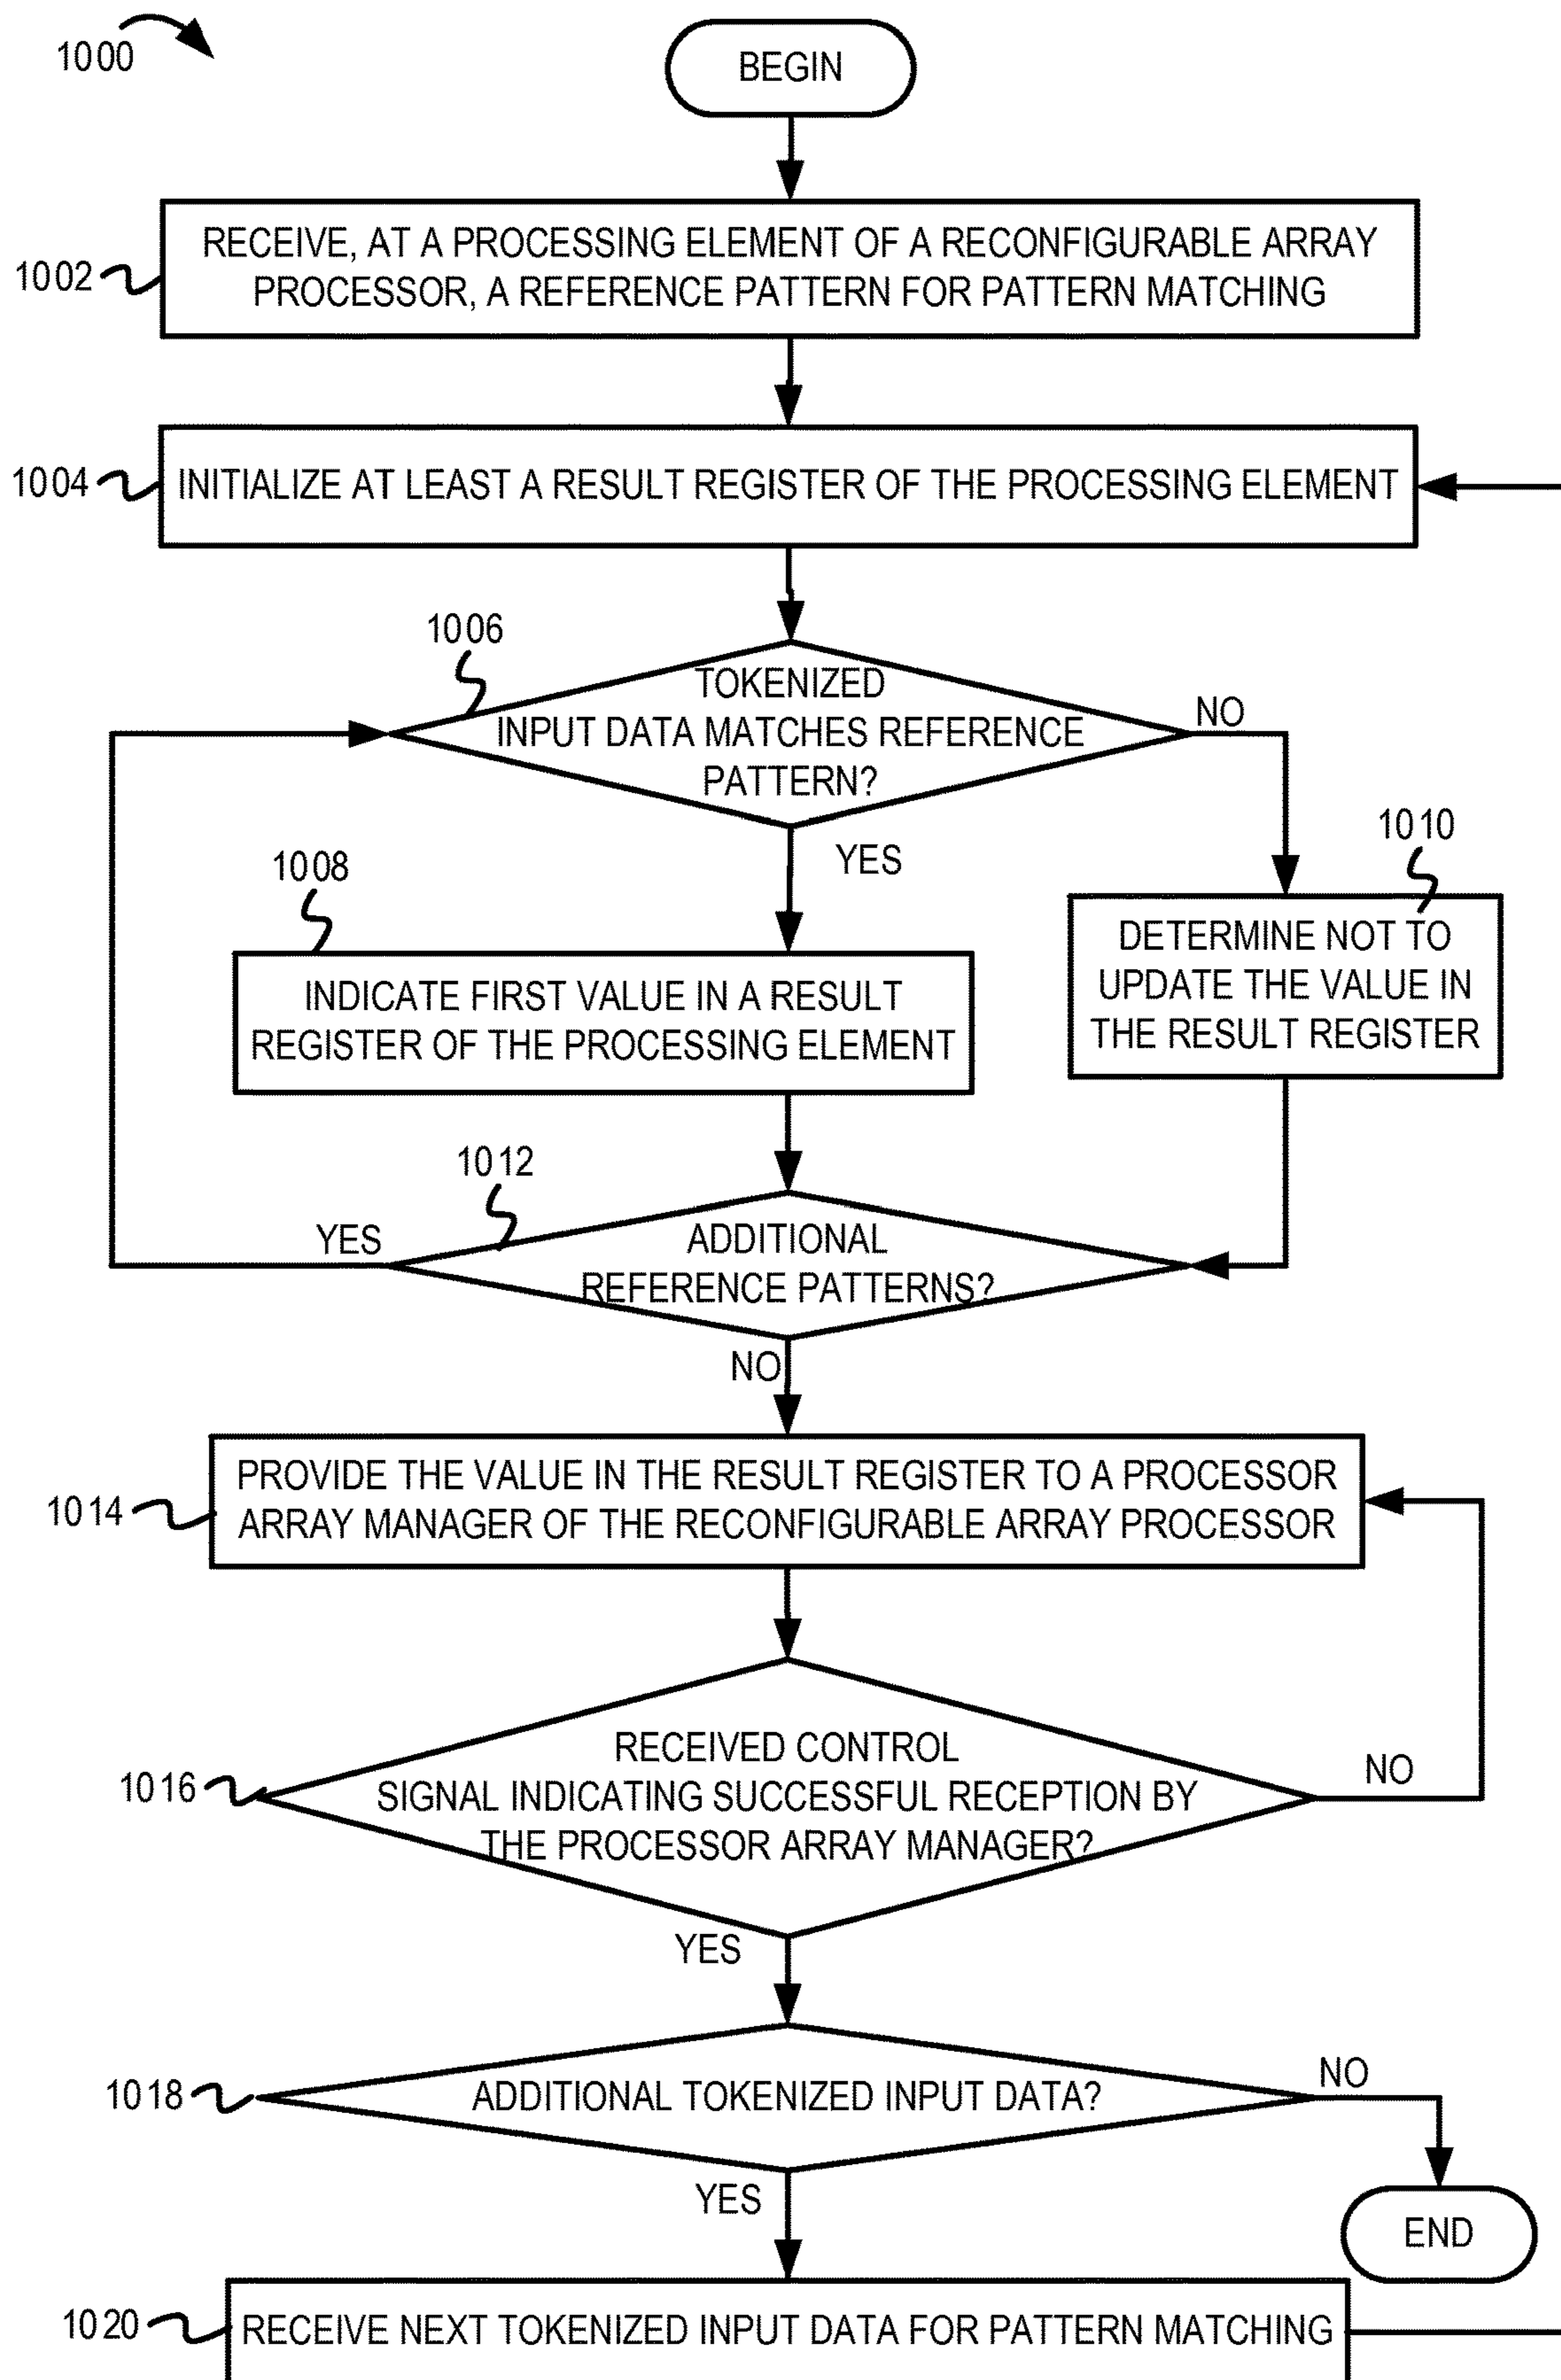 1000
BEGIN
RECEIVE, AT A PROCESSING ELEMENT OF A RECONFIGURABLE ARRAY
PROCESSOR, A REFERENCE PATTERN FOR PATTERN MATCHING
1002
1004
INITIALIZE AT LEAST A RESULT REGISTER OF THE PROCESSING ELEMENT
1006
TOKENIZED
INPUT DATA MATCHES REFERENCE
PATTERN?
NO
YES
1008
1010
INDICATE FIRST VALUE IN A RESULT
REGISTER OF THE PROCESSING ELEMENT
DETERMINE NOT TO
UPDATE THE VALUE IN
THE RESULT REGISTER
1012
YES
ADDITIONAL
REFERENCE PATTERNS?
NO
1014
PROVIDE THE VALUE IN THE RESULT REGISTER TO A PROCESSOR
ARRAY MANAGER OF THE RECONFIGURABLE ARRAY PROCESSOR
1016
RECEIVED CONTROL
SIGNAL INDICATING SUCCESSFUL RECEPTION BY
THE PROCESSOR ARRAY MANAGER?
NO
YES
1018
ADDITIONAL TOKENIZED INPUT DATA?
NO
YES
END
1020
RECEIVE NEXT TOKENIZED INPUT DATA FOR PATTERN MATCHING